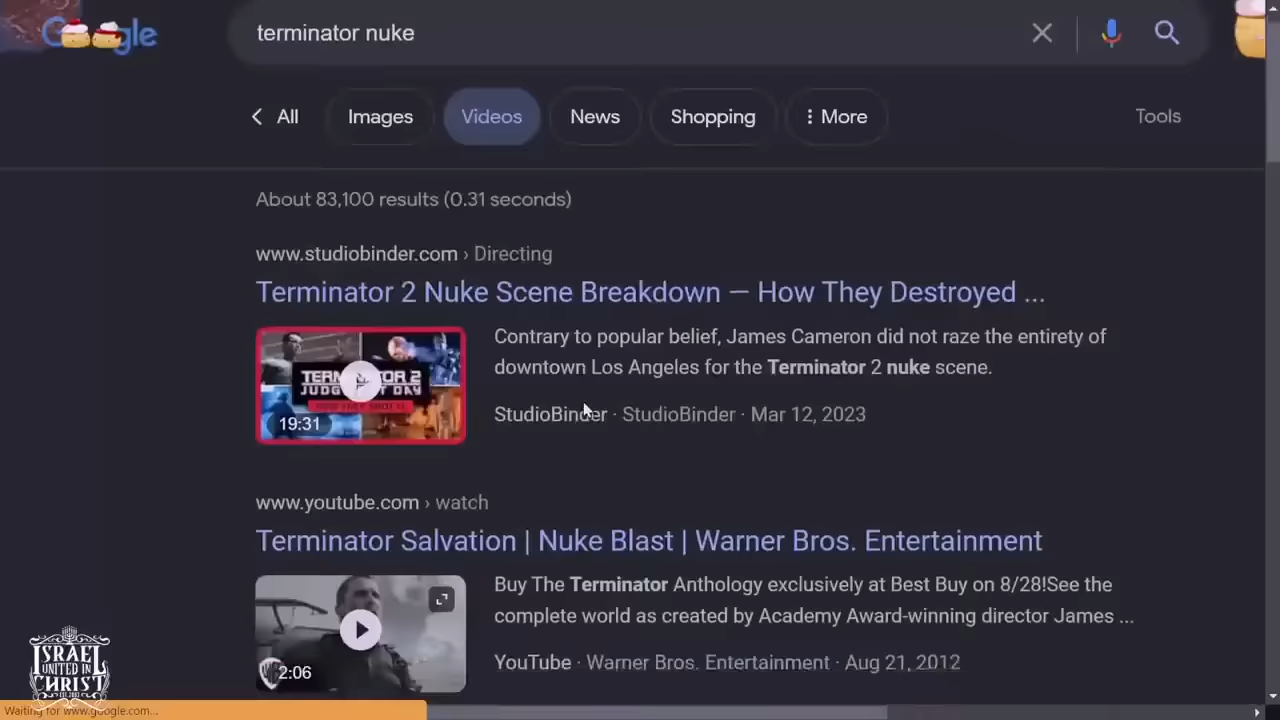 Google
terminator nuke
All
Images
Videos
News
Shopping
More
Tools
About 83,100 results (0.31 seconds)
www.studiobinder.com › Directing
Terminator 2 Nuke Scene Breakdown — How They Destroyed ...
TERMINATOR 2
JUDGMENT DAY
19:31
Contrary to popular belief, James Cameron did not raze the entirety of
downtown Los Angeles for the Terminator 2 nuke scene.
StudioBinder · StudioBinder · Mar 12, 2023
www.youtube.com › watch
Terminator Salvation | Nuke Blast | Warner Bros. Entertainment
2:06
Buy The Terminator Anthology exclusively at Best Buy on 8/28!See the
complete world as created by Academy Award-winning director James ...
YouTube · Warner Bros. Entertainment · Aug 21, 2012
ISRAEL
UNITED IN
CHRIST
Waiting for www.google.com...